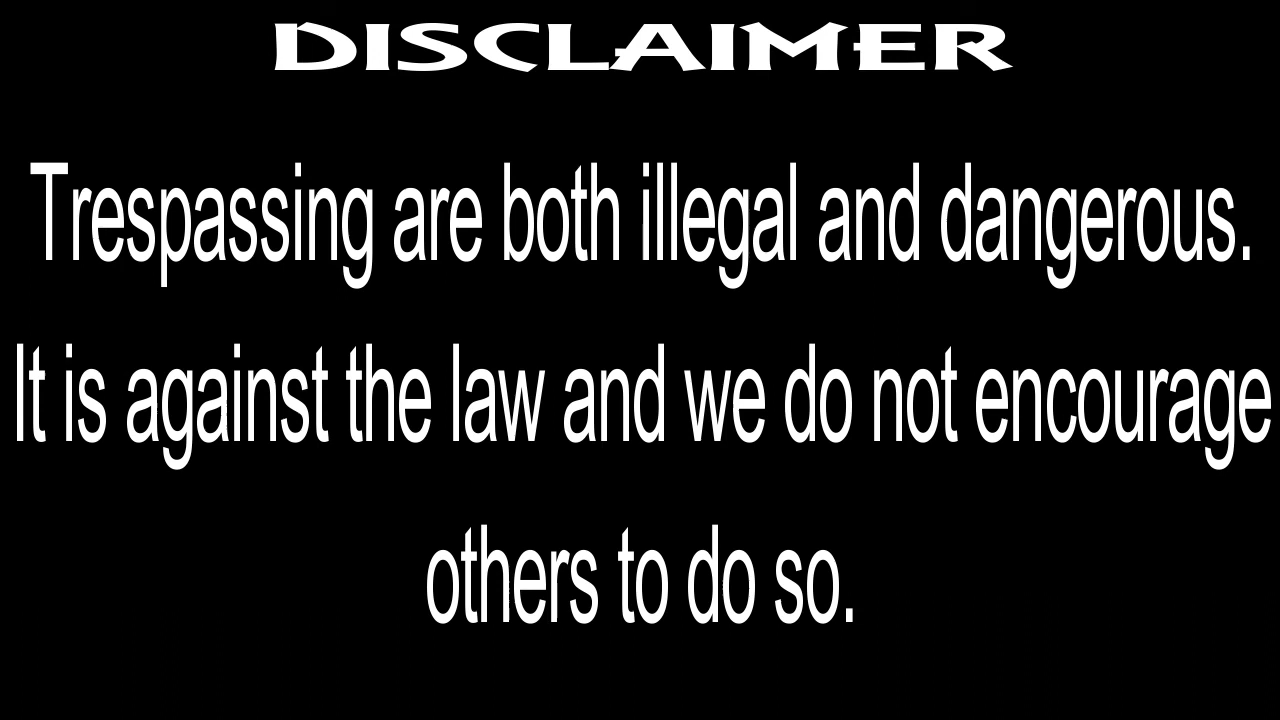 DISCLAIMER
Trespassing are both illegal and dangerous.
It is against the law and we do not encourage
others to do so.